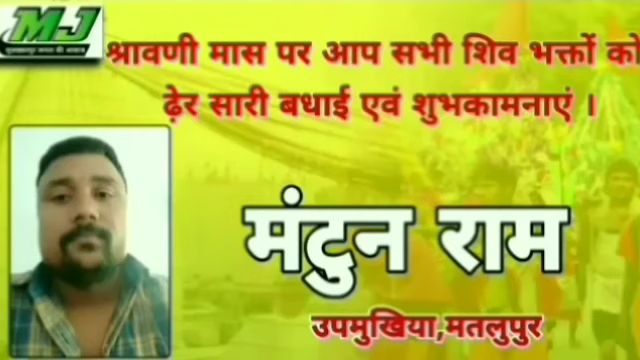 MJ
श्रावणी मास पर आप सभी शिव भक्तों को
ढ़ेर सारी बधाई एवं शुभकामनाएं ।
मंटुन राम
उपमुखिया,मतलुपुर